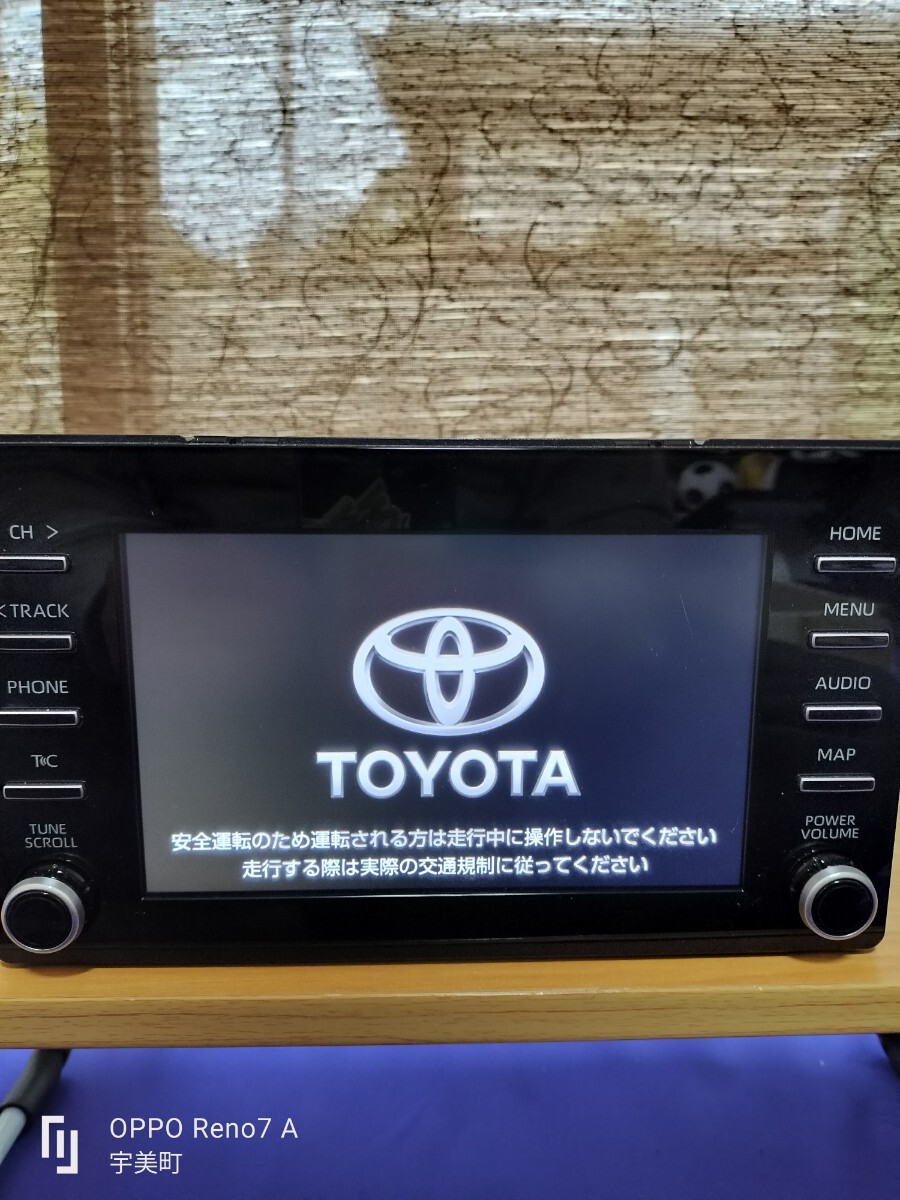 CH >
< TRACK
PHONE
T C
TUNE
SCROLL
HOME
MENU
AUDIO
MAP
POWER
VOLUME
TOYOTA
安全運転のため運転される方は走行中に操作しないでください
走行する際は実際の交通規制に従ってください
OPPO Reno7 A
宇美町